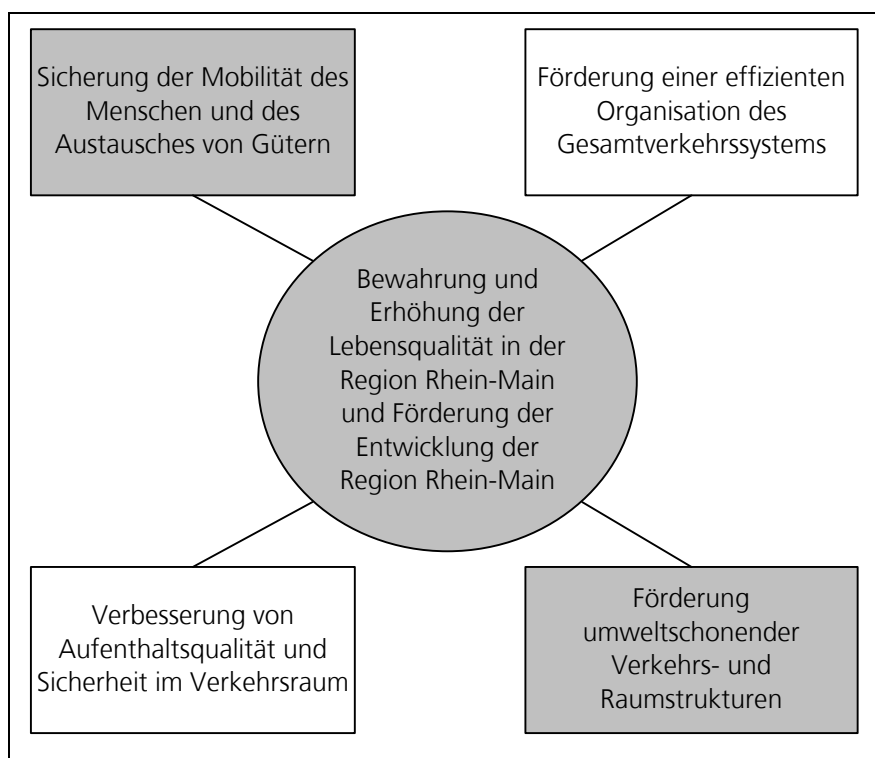 Sicherung der Mobilität des
Menschen und des
Austausches von Gütern
Förderung einer effizienten
Organisation des
Gesamtverkehrssystems
Bewahrung und
Erhöhung der
Lebensqualität in der
Region Rhein-Main
und Förderung der
Entwicklung der
Region Rhein-Main
Verbesserung von
Aufenthaltsqualität und
Sicherheit im Verkehrsraum
Förderung
umweltschonender
Verkehrs- und
Raumstrukturen